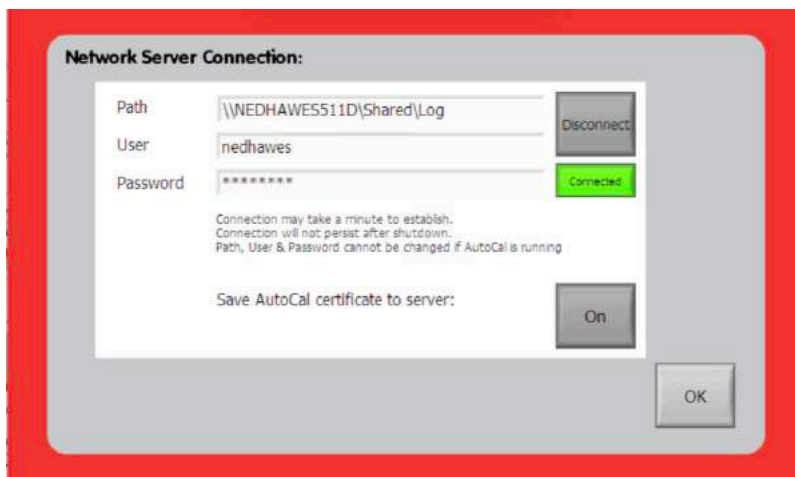 Network Server Connection:
Path
\\NEDHAWES511D\Shared\Log
Disconnect
User
nedhawes
Password
********
Connected
Connection may take a minute to establish.
Connection will not persist after shutdown.
Path, User & Password cannot be changed if AutoCal is running
Save AutoCal certificate to server:
On
OK